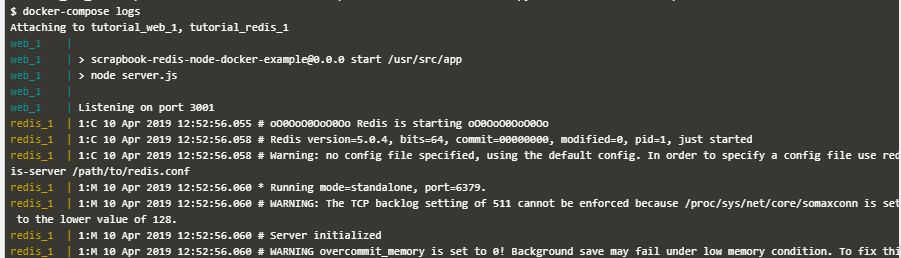 $ docker-compose logs
Attaching to tutorial_web_1, tutorial_redis_1
web_1    |
web_1    | > scrapbook-redis-node-docker-example@0.0.0 start /usr/src/app
web_1    | > node server.js
web_1    |
web_1    | Listening on port 3001
redis_1  | 1:C 10 Apr 2019 12:52:56.055 # oO0OoO0OoO0Oo Redis is starting oO0OoO0OoO0Oo
redis_1  | 1:C 10 Apr 2019 12:52:56.058 # Redis version=5.0.4, bits=64, commit=00000000, modified=0, pid=1, just started
redis_1  | 1:C 10 Apr 2019 12:52:56.058 # Warning: no config file specified, using the default config. In order to specify a config file use red
is-server /path/to/redis.conf
redis_1  | 1:M 10 Apr 2019 12:52:56.060 * Running mode=standalone, port=6379.
redis_1  | 1:M 10 Apr 2019 12:52:56.060 # WARNING: The TCP backlog setting of 511 cannot be enforced because /proc/sys/net/core/somaxconn is set
 to the lower value of 128.
redis_1  | 1:M 10 Apr 2019 12:52:56.060 # Server initialized
redis_1  | 1:M 10 Apr 2019 12:52:56.060 # WARNING overcommit_memory is set to 0! Background save may fail under low memory condition. To fix thi